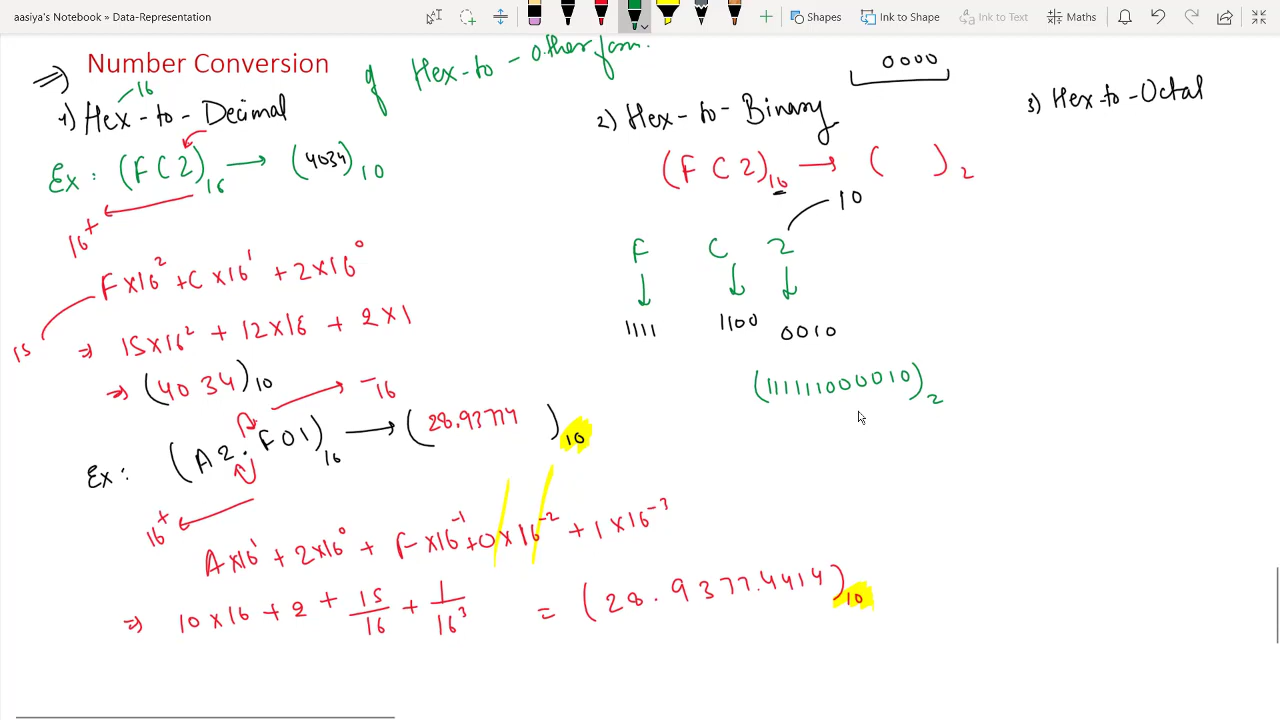 aasiya's Notebook » Data-Representation
Shapes Ink to Shape Ink to Text Maths
⇒ Number Conversion of Hex-to-other form.
1) Hex-to-Decimal
16
Ex: (FC2)₁₆ → (4034)₁₀
16⁺
F×16² + C×16¹ + 2×16⁰
15
⇒ 15×16² + 12×16 + 2×1
⇒ (4034)₁₀
⁻16
Ex: (A2.F01)₁₆ → (28.93774)₁₀
16⁺
A×16¹ + 2×16⁰ + F×16⁻¹ + 0×16⁻² + 1×16⁻³
⇒ 10×16 + 2 + 15/16 + 1/16³ = (28.9377.4414)₁₀
0000
2) Hex-to-Binary
(FC2)₁₆ → ( )₂
10
F C 2
1111 1100 0010
(111111000010)₂
3) Hex-to-Octal